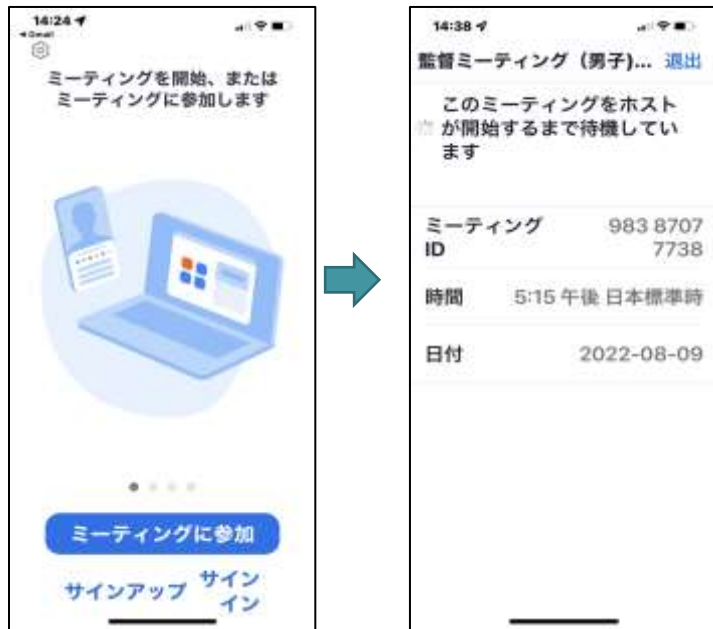 14:24
ミーティングを開始、または
ミーティングに参加します
ミーティングに参加
サインアップ
サイン
イン
14:38
監督ミーティング（男子)... 退出
このミーティングをホスト
が開始するまで待機してい
ます
ミーティング 983 8707
ID 7738
時間 5:15 午後 日本標準時
日付 2022-08-09